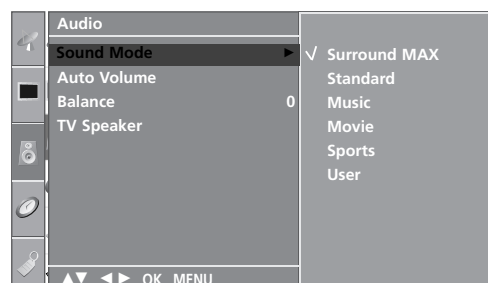 Audio
Sound Mode ►
Auto Volume
Balance 0
TV Speaker
▲▼ ◄► OK MENU
√ Surround MAX
Standard
Music
Movie
Sports
User